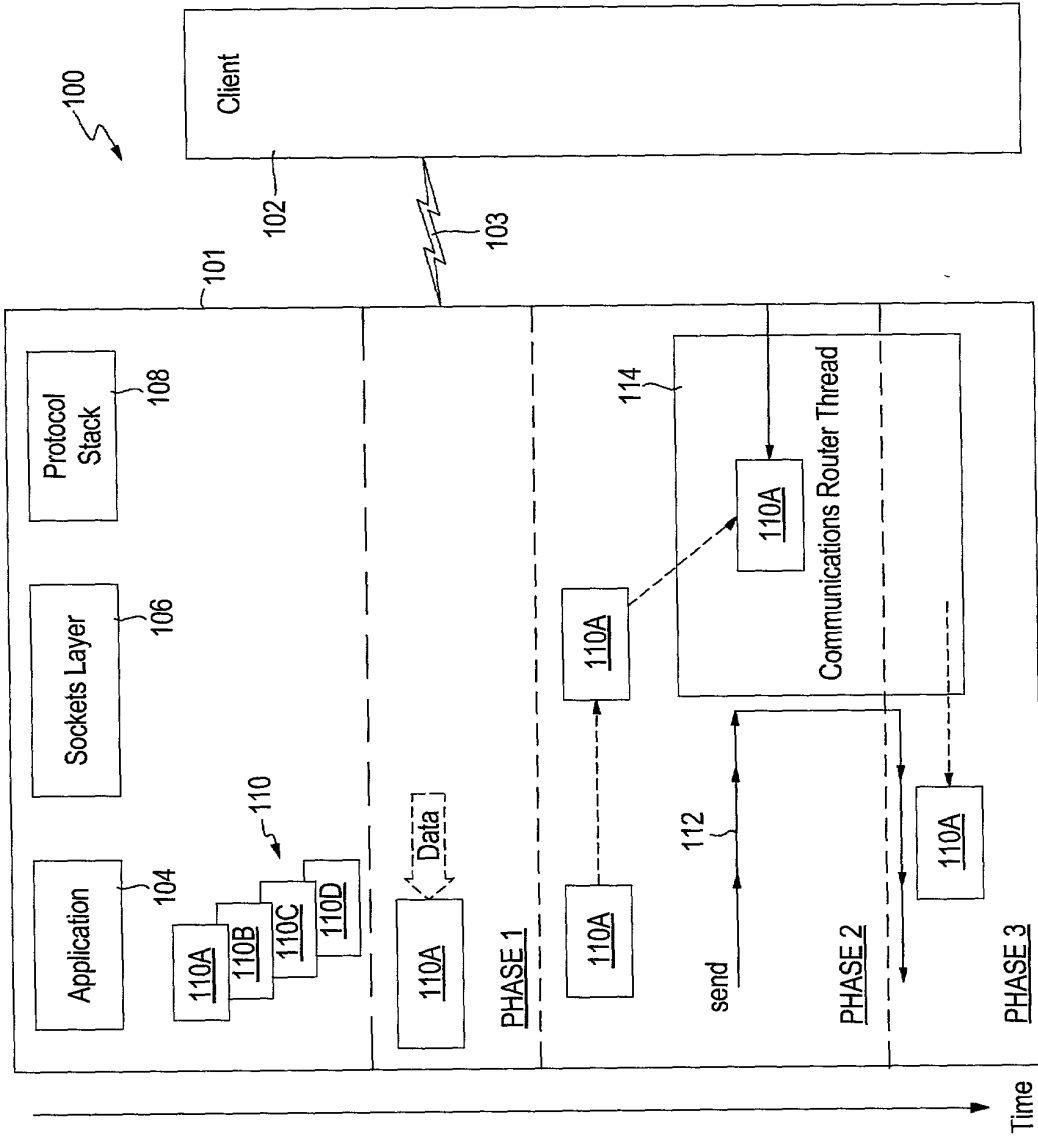 100
Client
102
103
101
Protocol
Stack
108
Sockets Layer
106
Application
104
110
110A
110B
110C
110D
Data
110A
PHASE 1
110A
110A
114
110A
Communications Router Thread
112
send
PHASE 2
110A
PHASE 3
Time